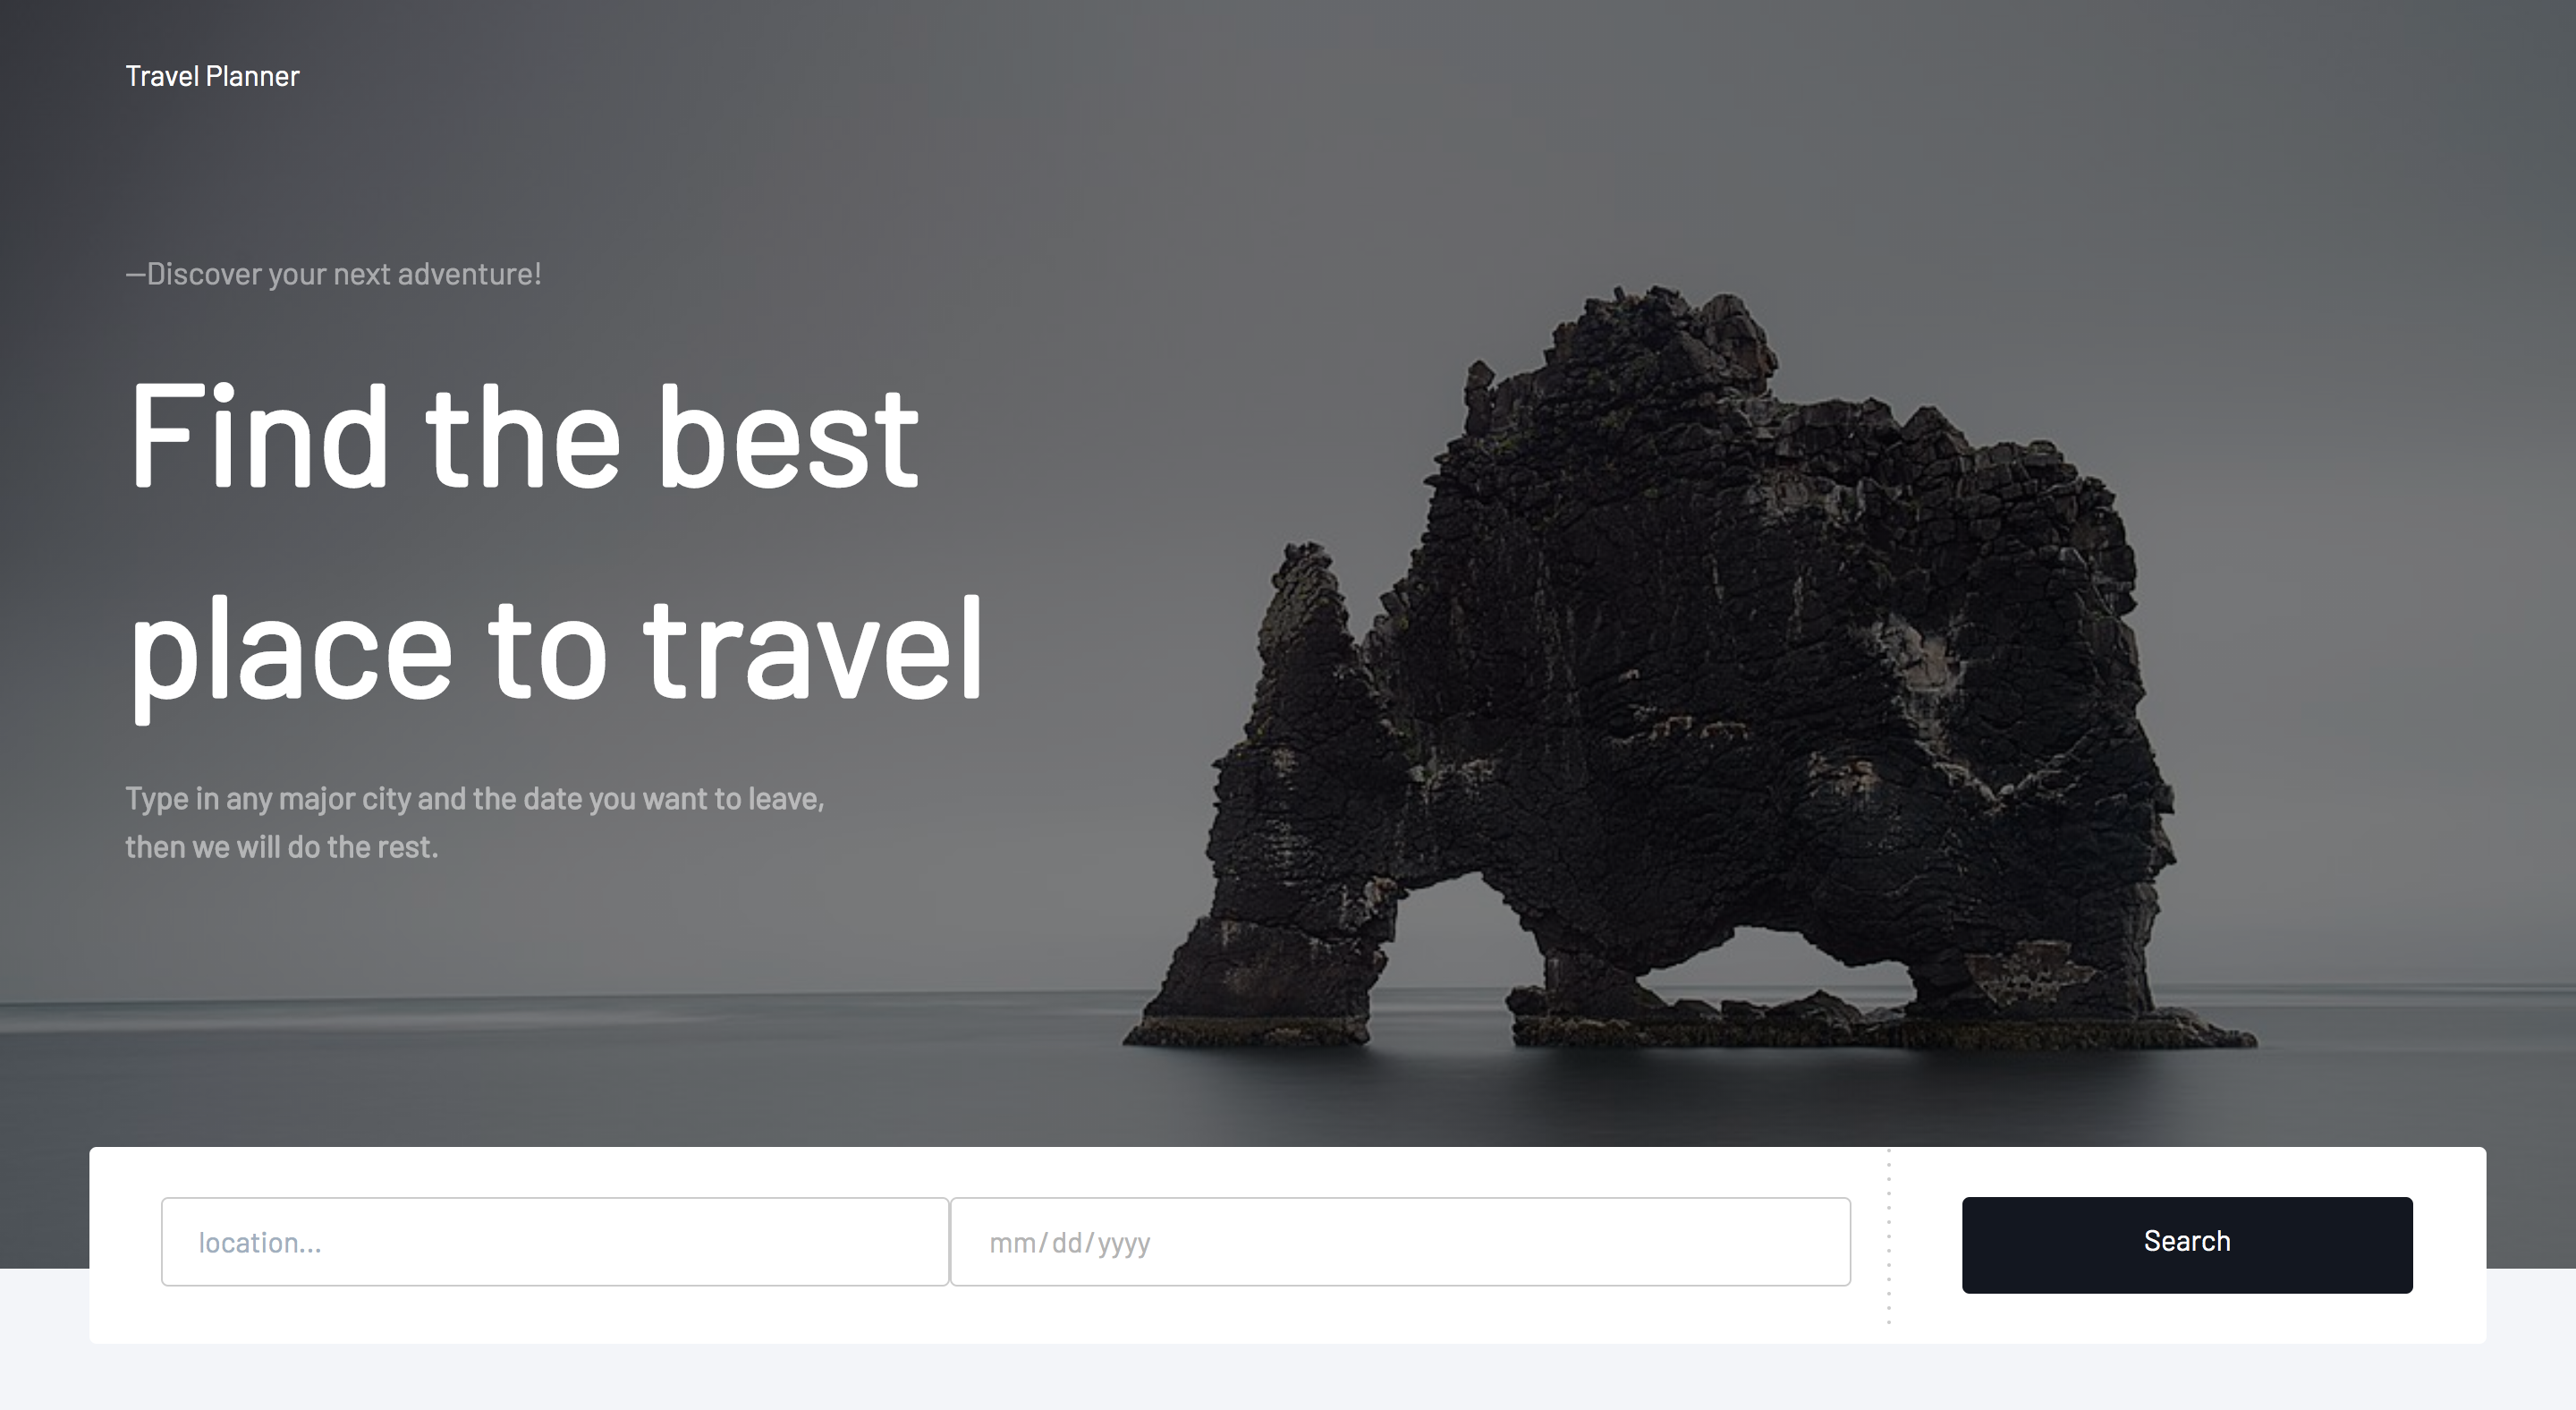 Travel Planner
—Discover your next adventure!
Find the best
place to travel
Type in any major city and the date you want to leave,
then we will do the rest.
location...
mm/dd/yyyy
Search